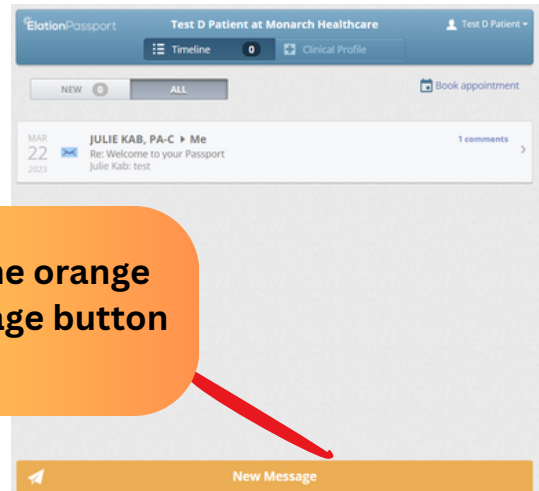 ElationPassport
Test D Patient at Monarch Healthcare
Test D Patient
Timeline 0 Clinical Profile
NEW 0 ALL
Book appointment
MAR
22
2023
JULIE KAB, PA-C ▸ Me
Re: Welcome to your Passport
Julie Kab: test
1 comments
orange
button
New Message